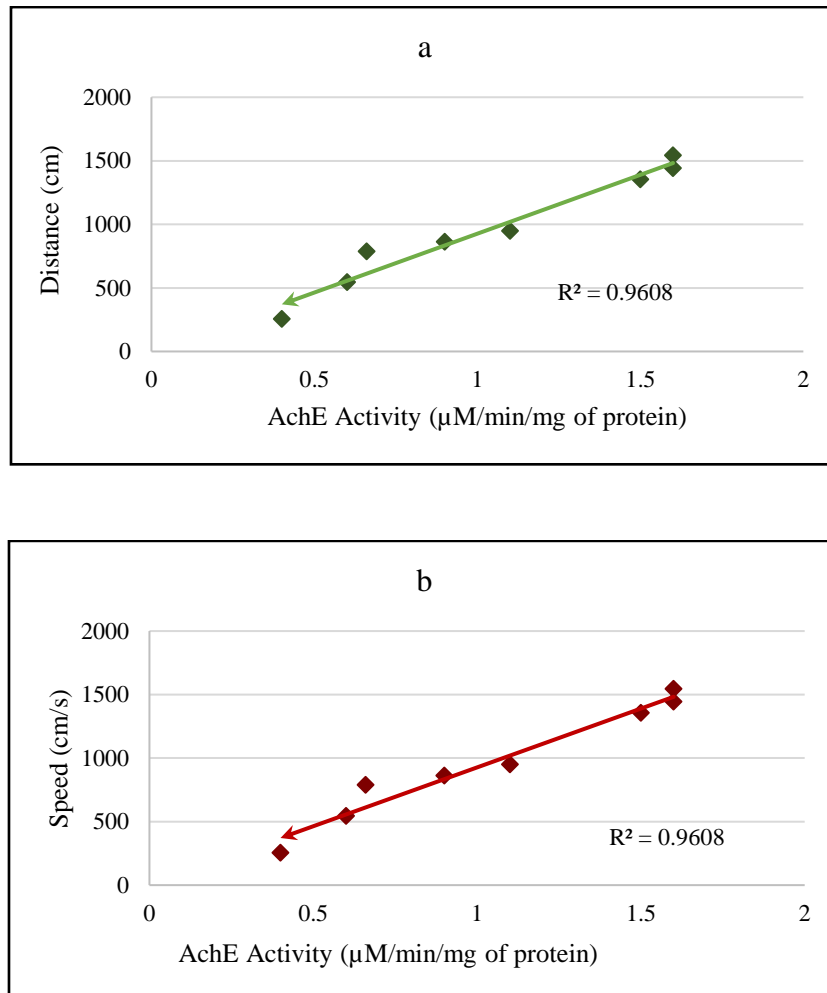 a
2000
1500
1000
500
0
Distance (cm)
R² = 0.9608
0 0.5 1 1.5 2
AchE Activity (µM/min/mg of protein)
b
2000
1500
1000
500
0
Speed (cm/s)
R² = 0.9608
0 0.5 1 1.5 2
AchE Activity (µM/min/mg of protein)